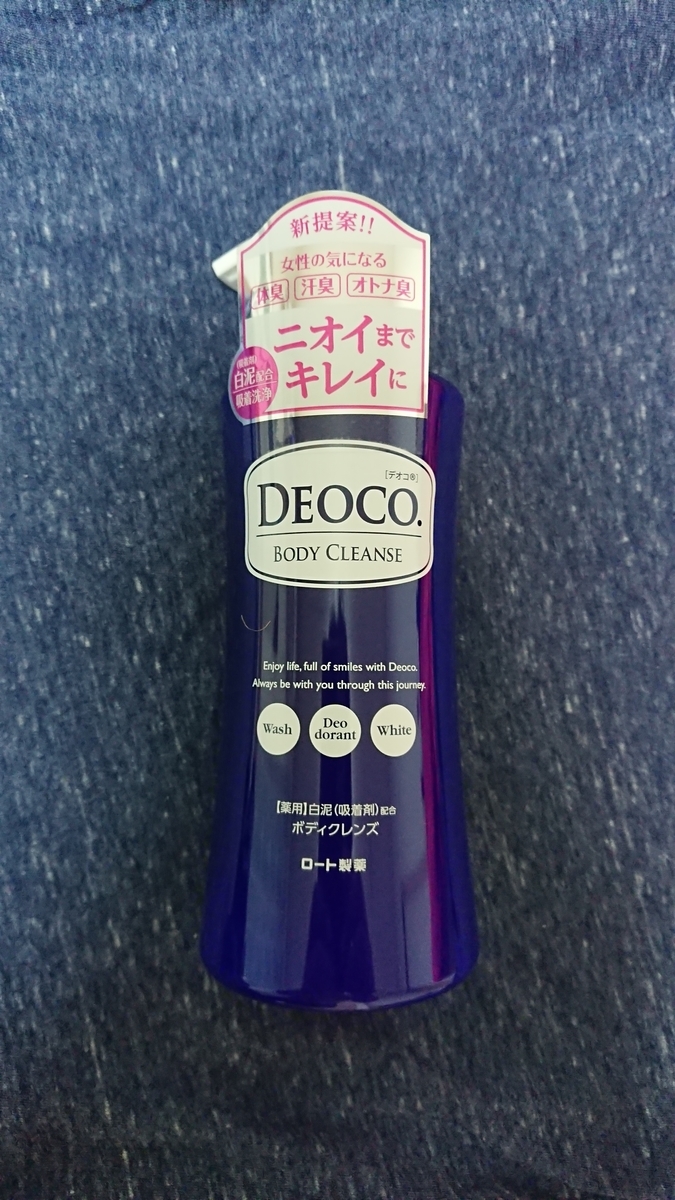 新提案!!
女性の気になる
体臭 汗臭 オトナ臭
ニオイまで
キレイに
(吸着剤)
白泥配合
吸着洗浄
[デオコ®]
DEOCO.
BODY CLEANSE
Enjoy life, full of smiles with Deoco.
Always be with you through this journey.
Wash
Deo
dorant
White
【薬用】白泥(吸着剤)配合
ボディクレンズ
ロート製薬